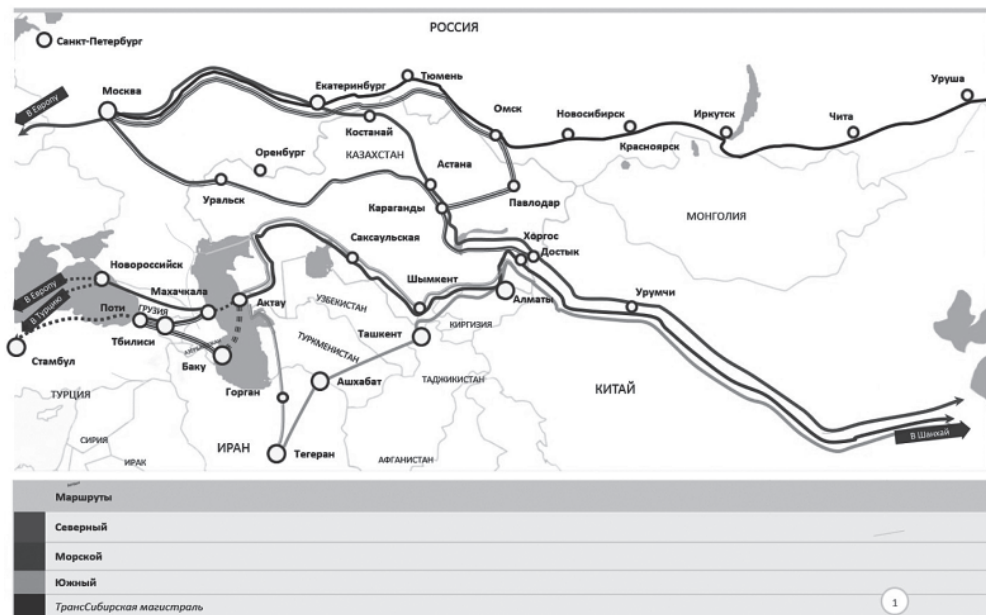 РОССИЯ
Санкт-Петербург
Москва
Екатеринбург
Тюмень
Уруша
В Европу
Омск
Новосибирск
Иркутск
Чита
Костанай
Красноярск
Оренбург
КАЗАХСТАН
Астана
Уральск
Караганды
Павлодар
МОНГОЛИЯ
Саксаульская
Хоргос
Достык
Новороссийск
Махачкала
Шымкент
В Европу
В Турцию
Актау
Алматы
Урумчи
Поти
ГРУЗИЯ
УЗБЕКИСТАН
Ташкент
КИРГИЗИЯ
Тбилиси
ТУРКМЕНИСТАН
Стамбул
Баку
Ашхабат
ТАДЖИКИСТАН
КИТАЙ
ТУРЦИЯ
Горган
СИРИЯ
ИРАН
Тегеран
В Шанхай
ИРАК
АФГАНИСТАН
Маршруты
Северный
Морской
Южный
ТрансСибирская магистраль
1